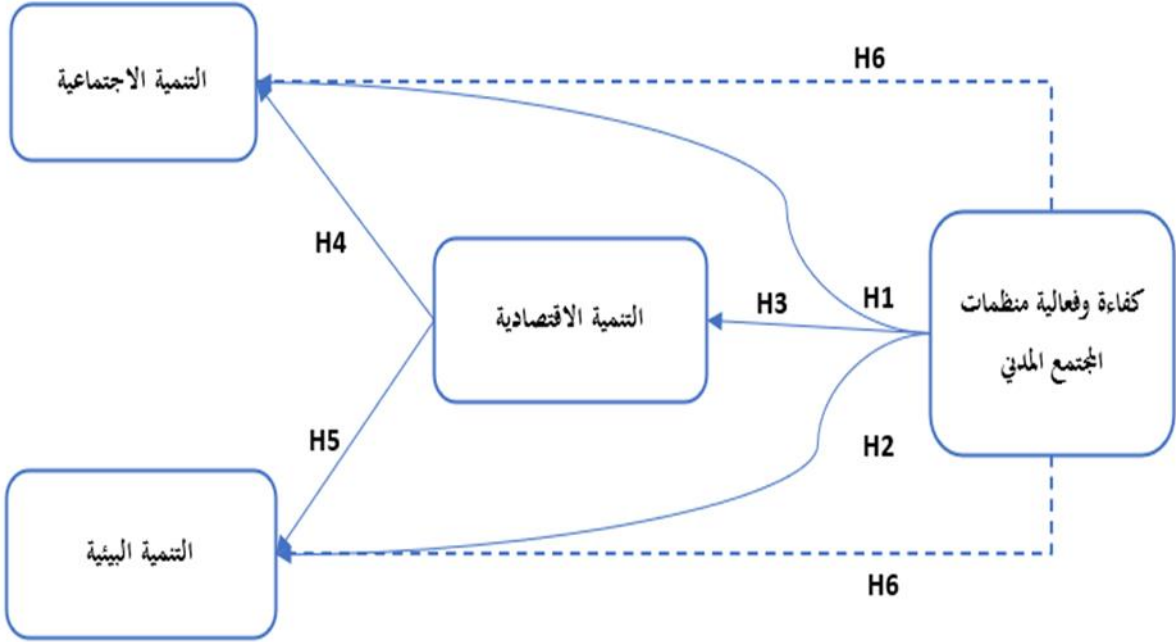 H6
التنمية الاجتماعية
H4
كفاءة وفعالية منظمات
المجتمع المدني
H1
H3
التنمية الاقتصادية
H2
H5
التنمية البيئية
H6